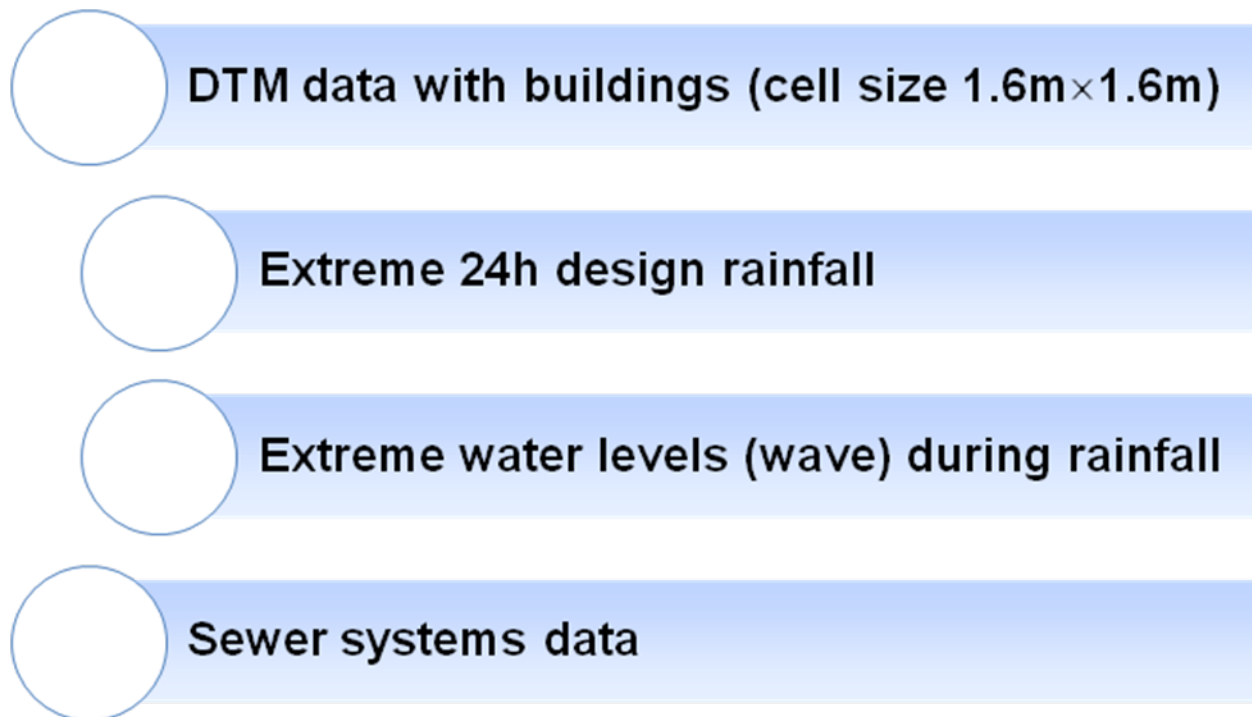 DTM data with buildings (cell size 1.6m×1.6m)
Extreme 24h design rainfall
Extreme water levels (wave) during rainfall
Sewer systems data